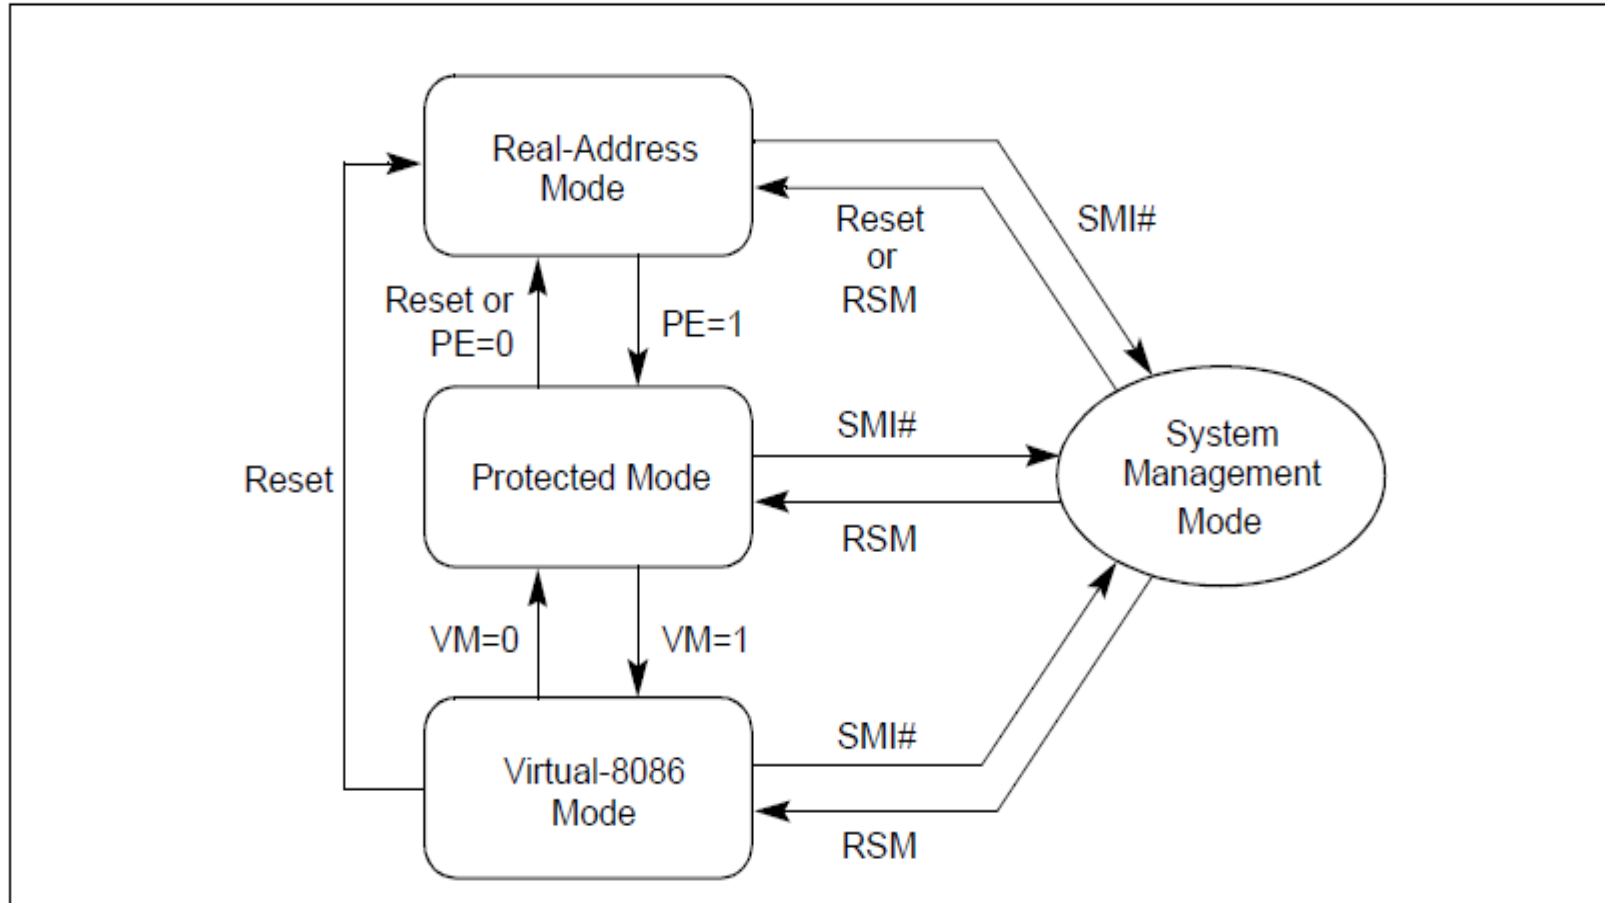 Real-Address
Mode
SMI#
Reset
or
RSM
Reset or
PE=0
PE=1
SMI#
System
Management
Mode
Protected Mode
Reset
RSM
VM=0
VM=1
SMI#
Virtual-8086
Mode
RSM